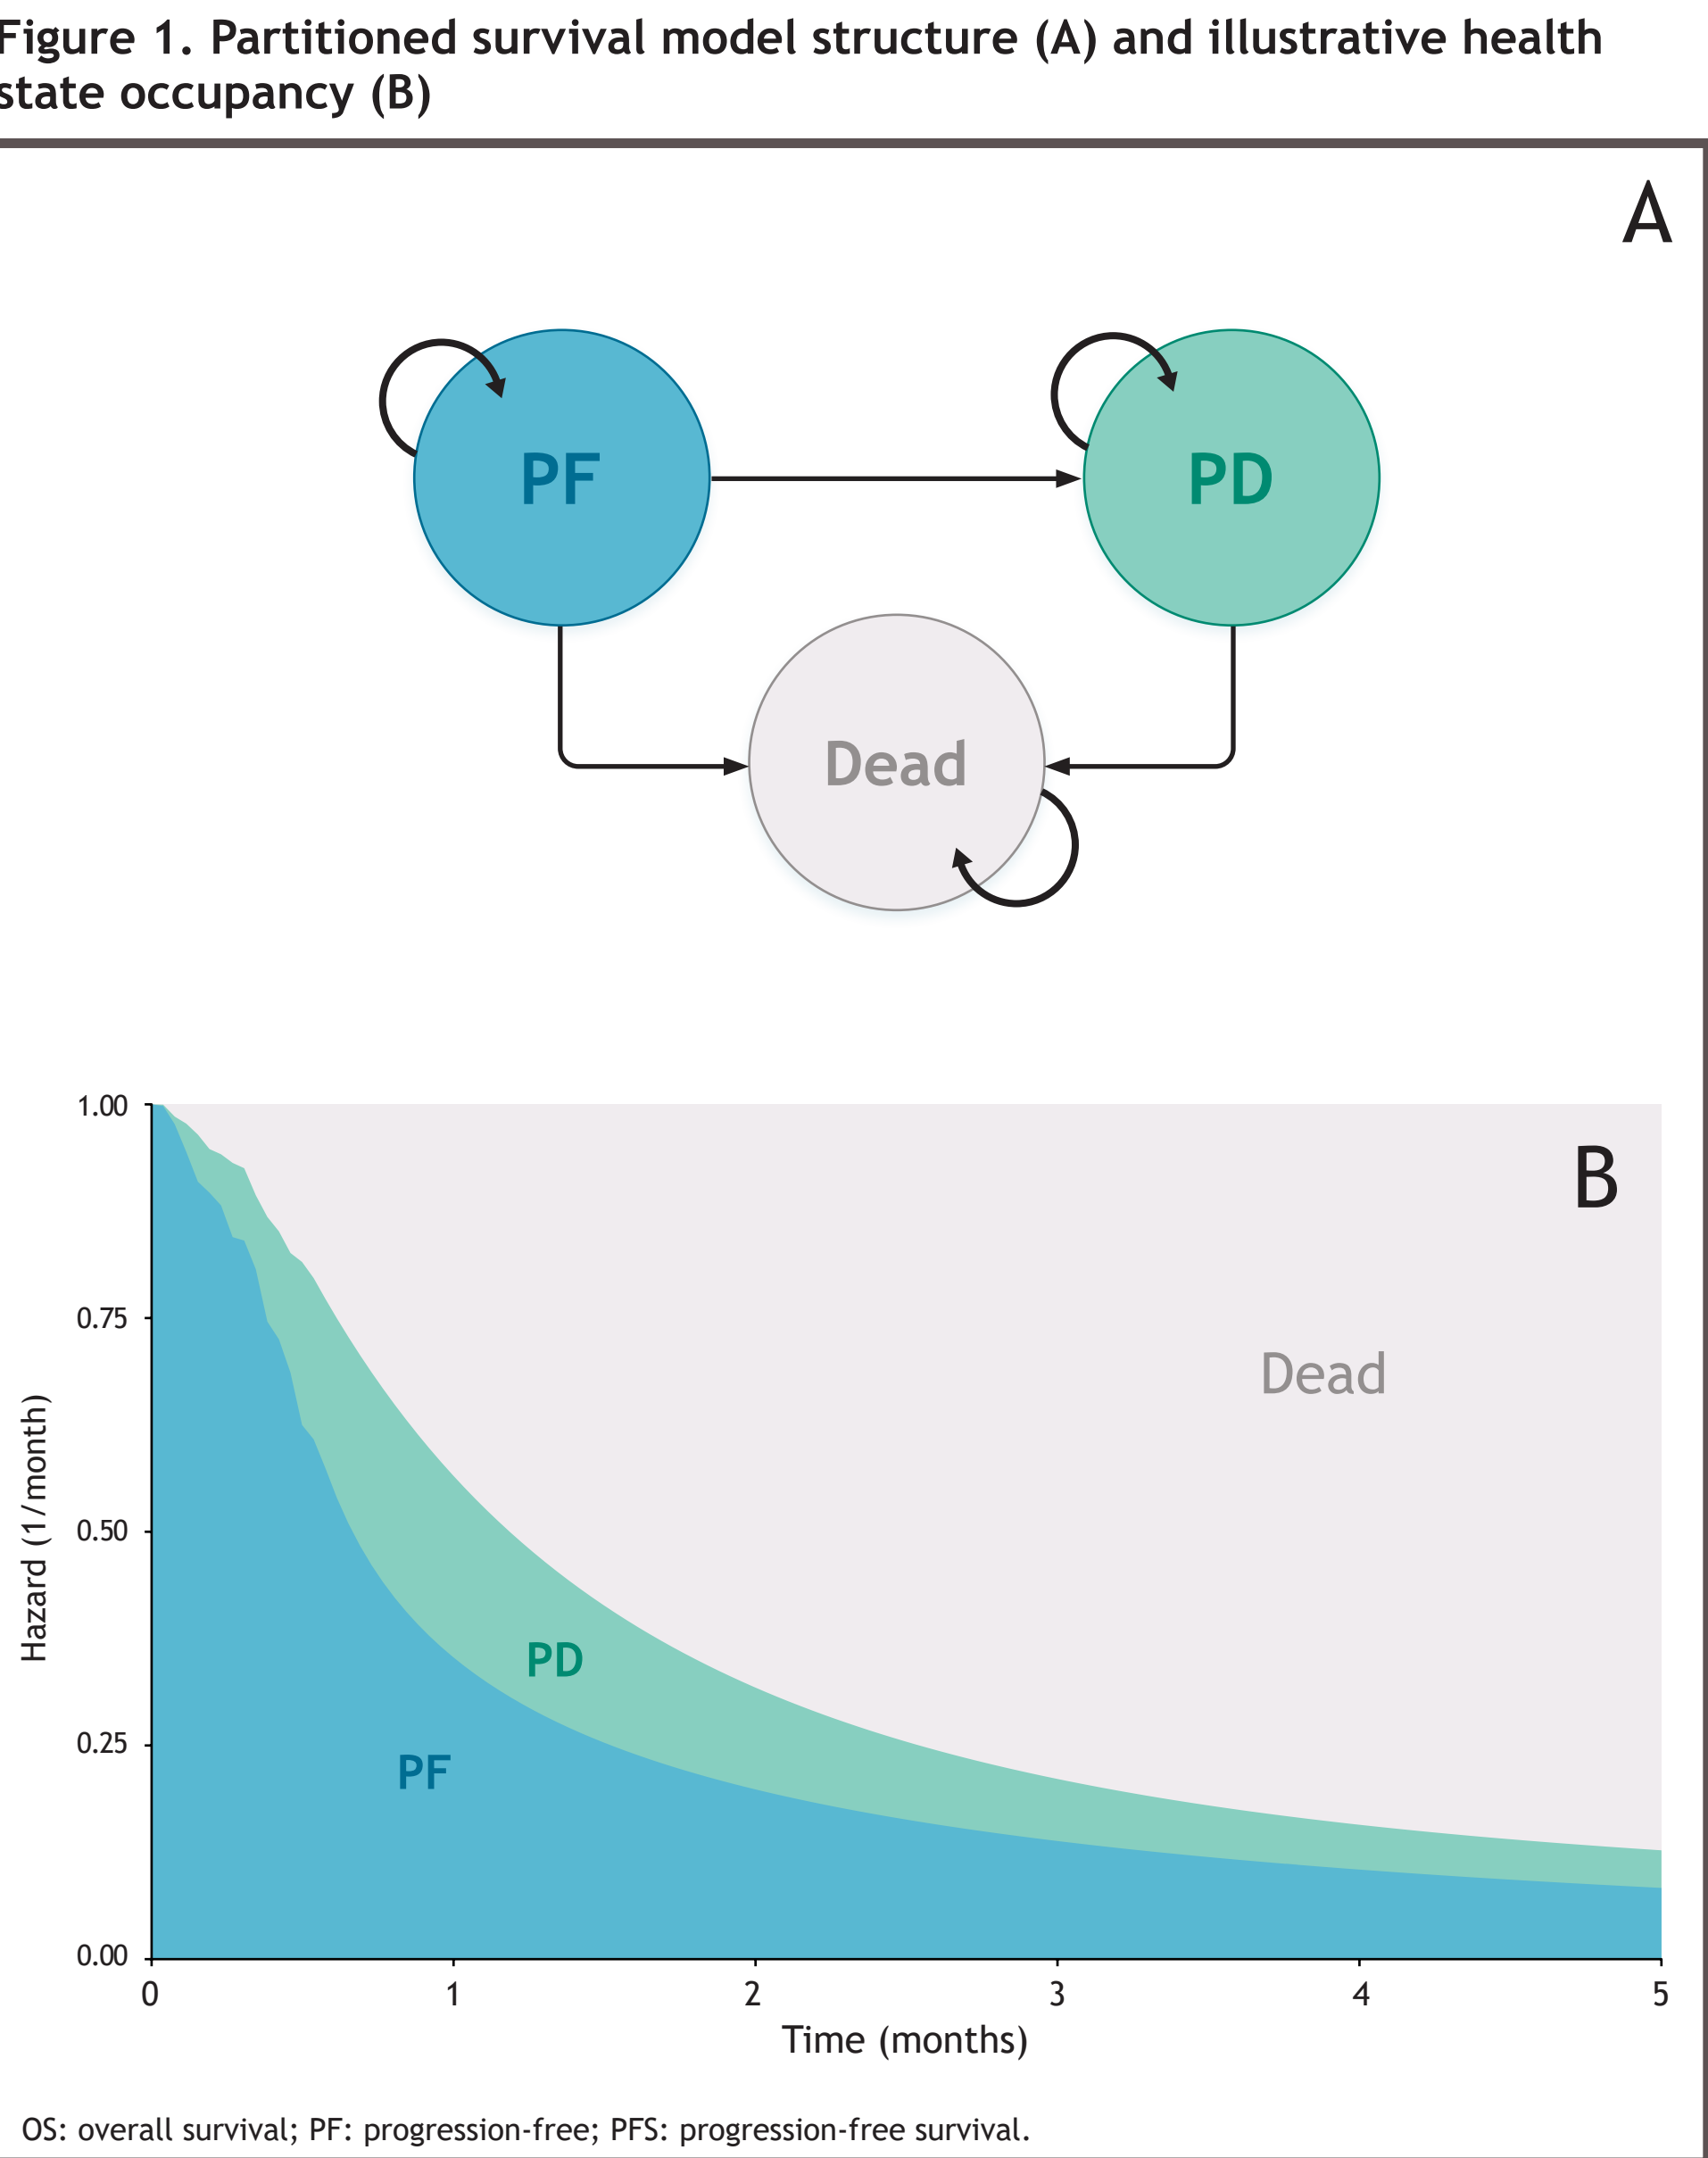 Figure 1. Partitioned survival model structure (A) and illustrative health
state occupancy (B)
A
PF
PD
Dead
1.00
0.75
0.50
0.25
0.00
Hazard (1/month)
B
Dead
PD
PF
0 1 2 3 4 5
Time (months)
OS: overall survival; PF: progression-free; PFS: progression-free survival.